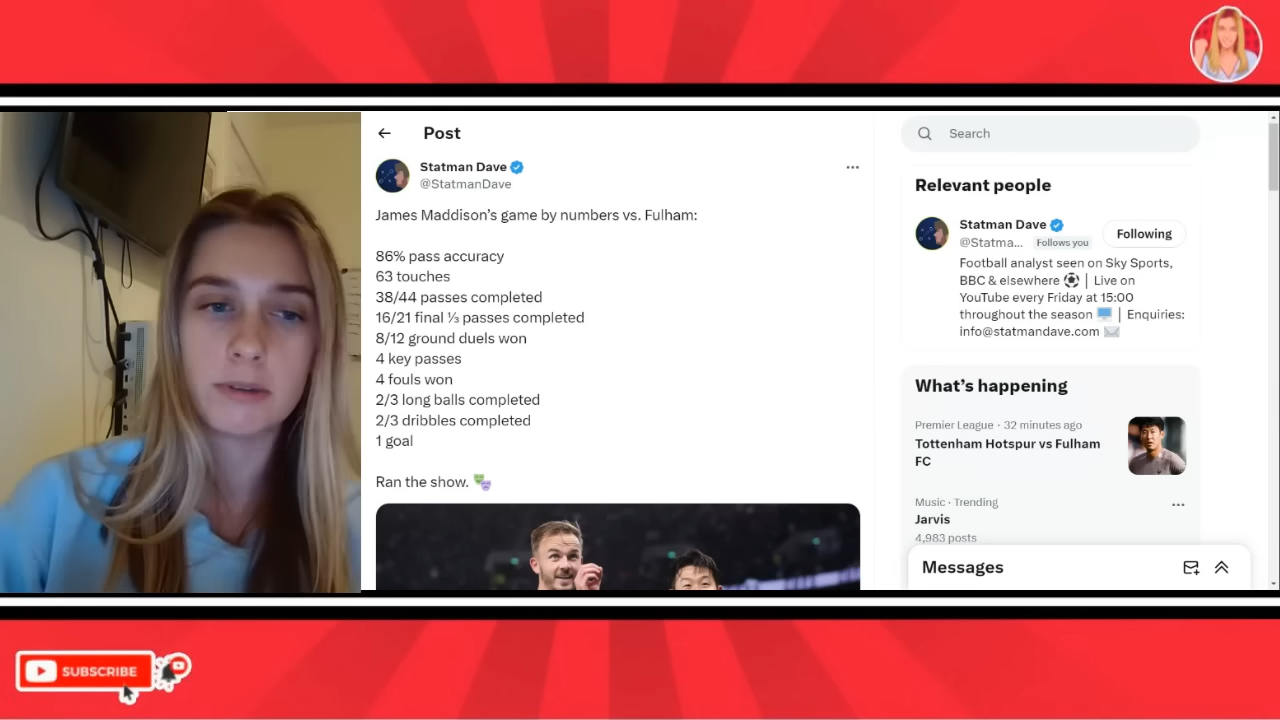 Post
Statman Dave
@StatmanDave
James Maddison’s game by numbers vs. Fulham:
86% pass accuracy
63 touches
38/44 passes completed
16/21 final ⅓ passes completed
8/12 ground duels won
4 key passes
4 fouls won
2/3 long balls completed
2/3 dribbles completed
1 goal
Ran the show. 🎭
Search
Relevant people
Statman Dave
@Statma... Follows you
Following
Football analyst seen on Sky Sports,
BBC & elsewhere ⚽ | Live on
YouTube every Friday at 15:00
throughout the season 🖥️ | Enquiries:
info@statmandave.com ✉️
What’s happening
Premier League · 32 minutes ago
Tottenham Hotspur vs Fulham
FC
Music · Trending
Jarvis
4,983 posts
Messages
SUBSCRIBE